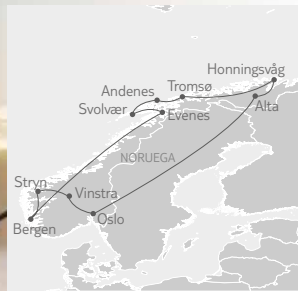 Honningsvåg
Andenes
Tromsø
Svolvær
Evenes
Alta
NORUEGA
Stryn
Vinstra
Oslo
Bergen